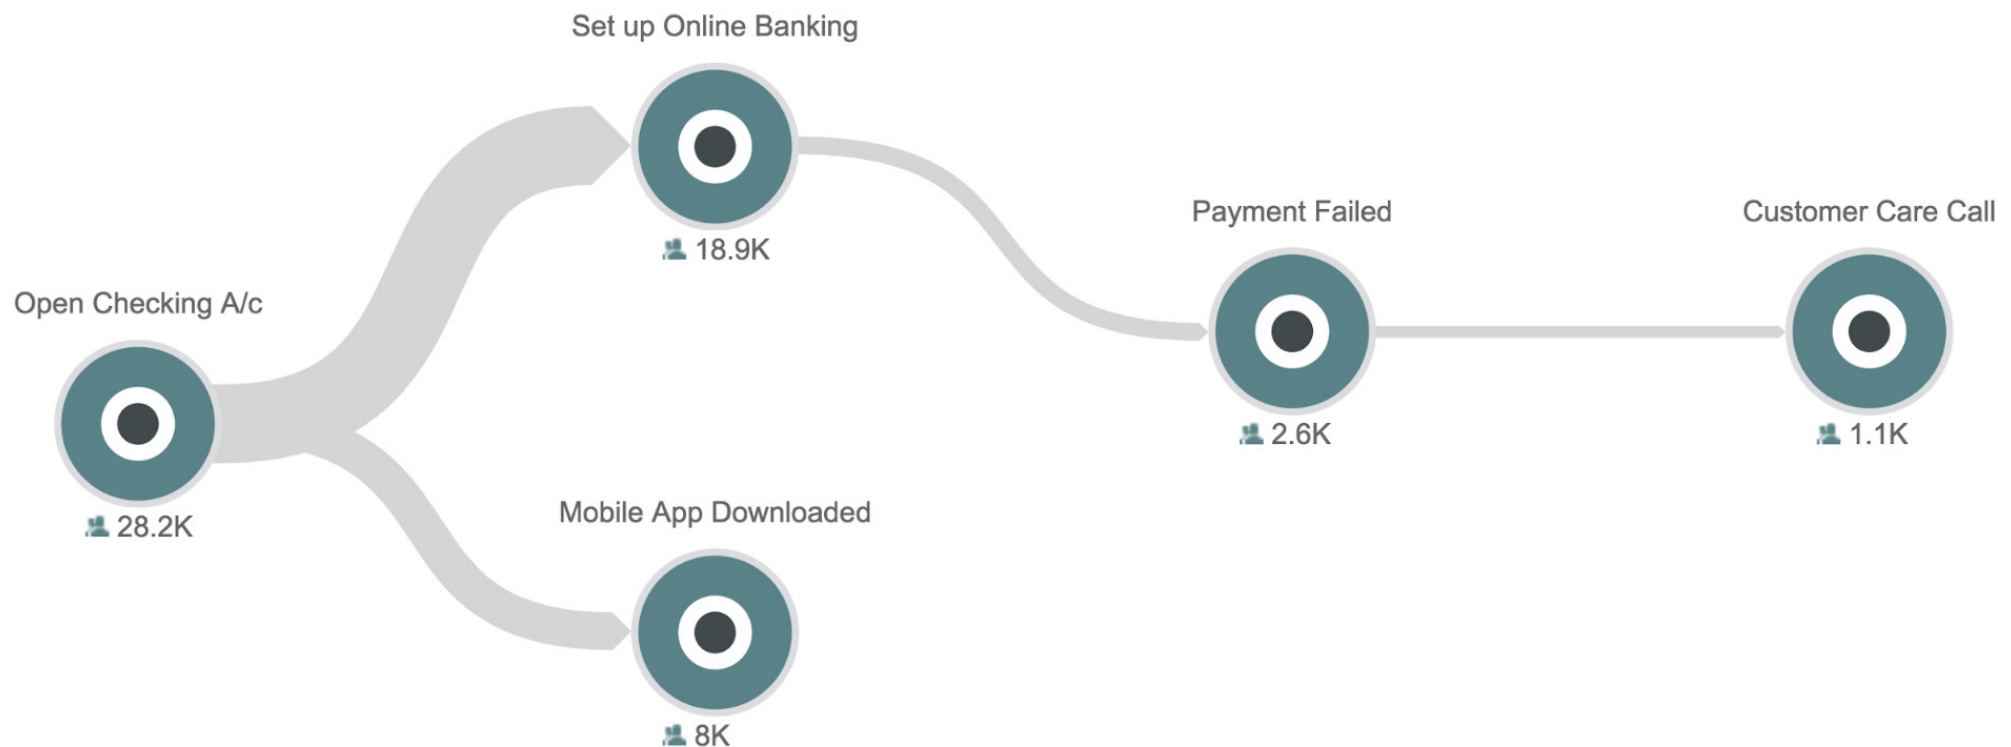 Set up Online Banking
18.9K
Payment Failed
2.6K
Customer Care Call
1.1K
Open Checking A/c
28.2K
Mobile App Downloaded
8K